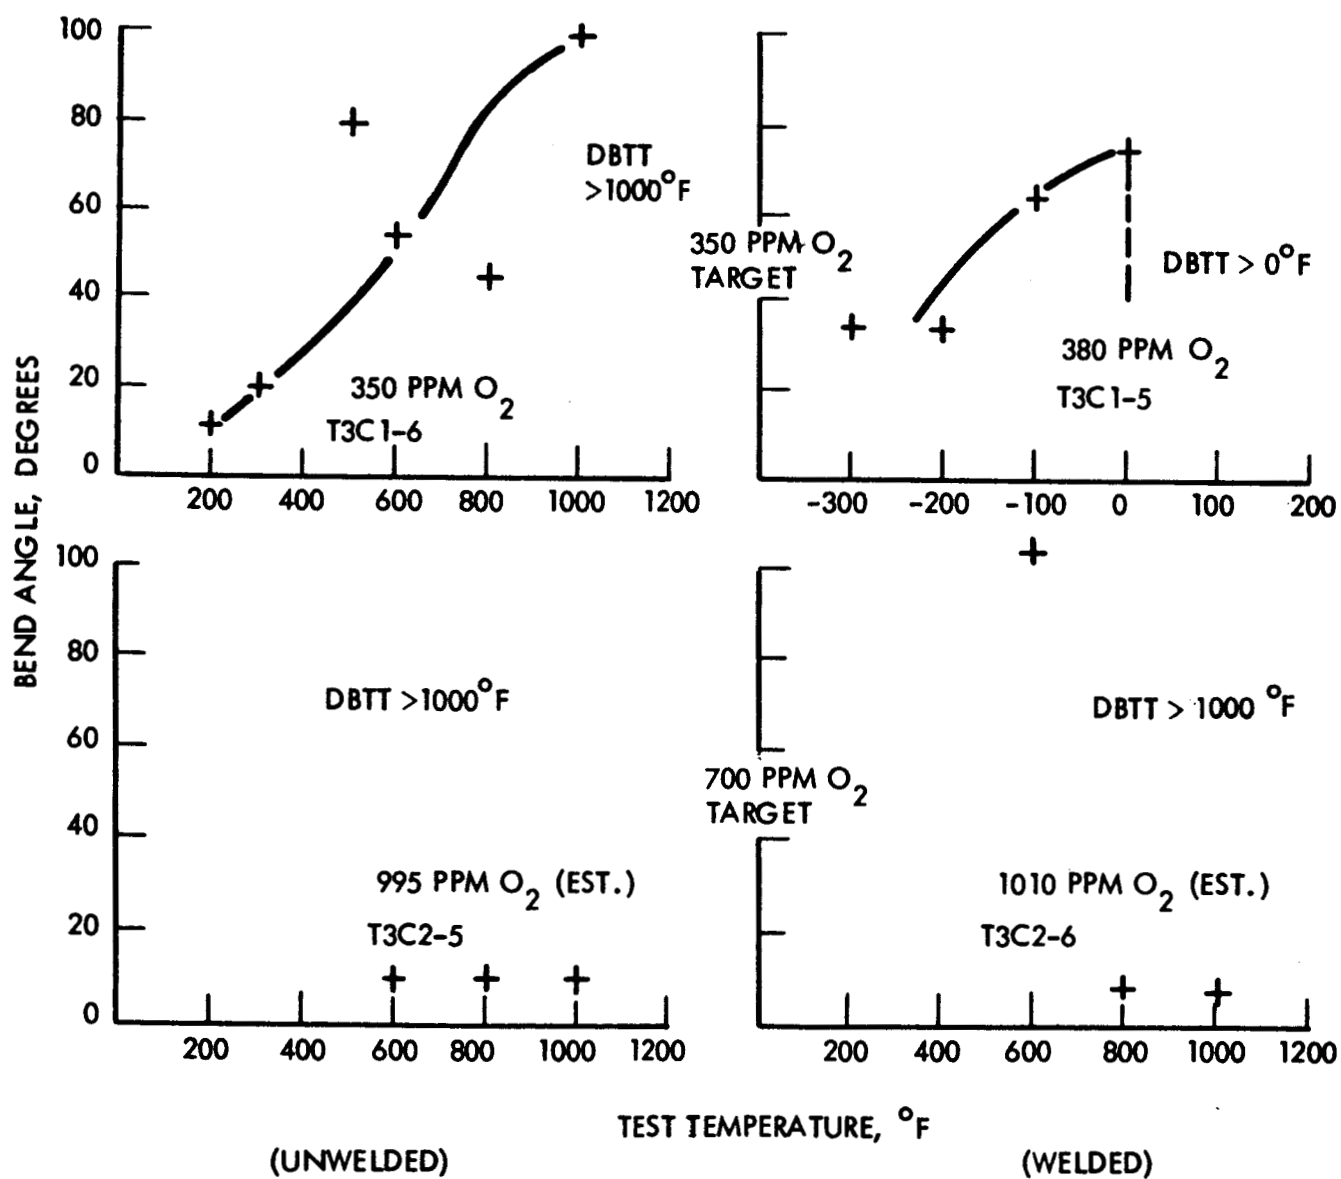 BEND ANGLE, DEGREES
100
80
60
40
20
0
DBTT
>1000°F
350 PPM O2
T3C1-6
200 400 600 800 1000 1200
350 PPM O2
TARGET
DBTT > 0°F
380 PPM O2
T3C1-5
-300 -200 -100 0 100 200
100
80
60
40
20
0
DBTT >1000°F
995 PPM O2 (EST.)
T3C2-5
200 400 600 800 1000 1200
700 PPM O2
TARGET
DBTT > 1000 °F
1010 PPM O2 (EST.)
T3C2-6
200 400 600 800 1000 1200
TEST TEMPERATURE, °F
(UNWELDED)
(WELDED)